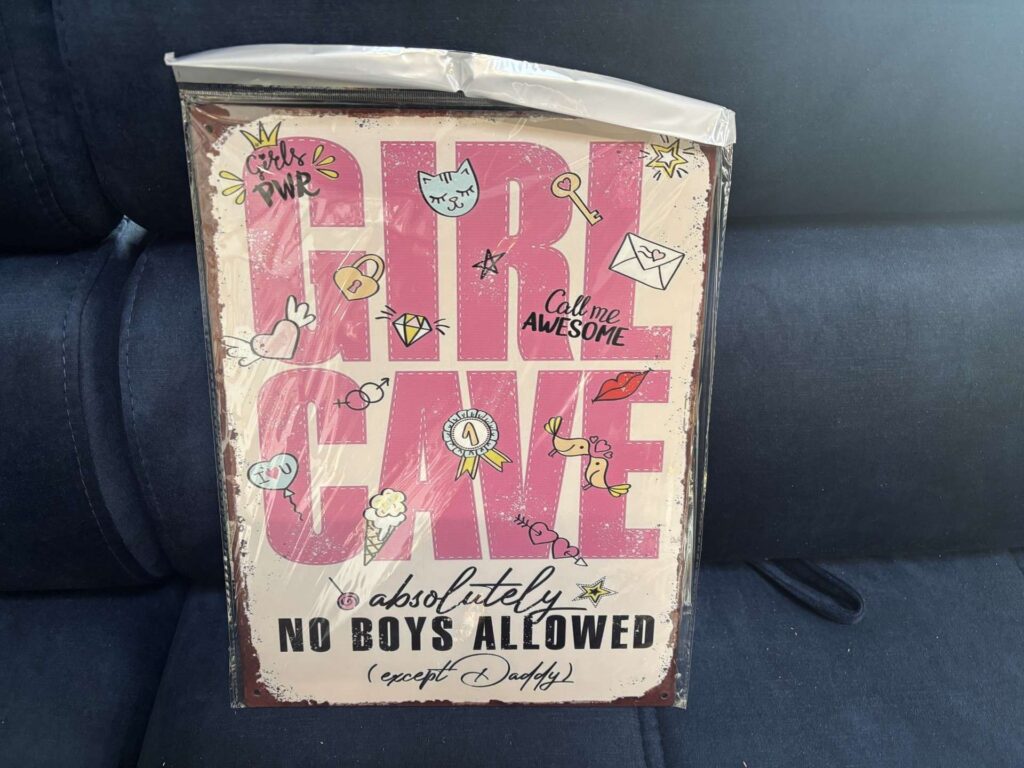 Girls
PWR
GIRL
Call me
AWESOME
CAVE
1
I U
absolutely
NO BOYS ALLOWED
(except Daddy)